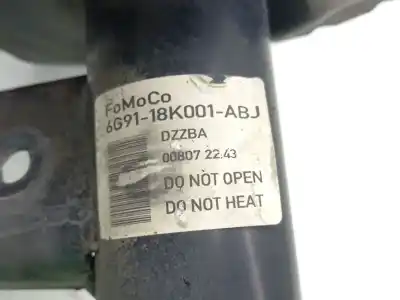 FoMoCo
6G91-18K001-ABJ
DZZBA
00807 22.43
DO NOT OPEN
DO NOT HEAT